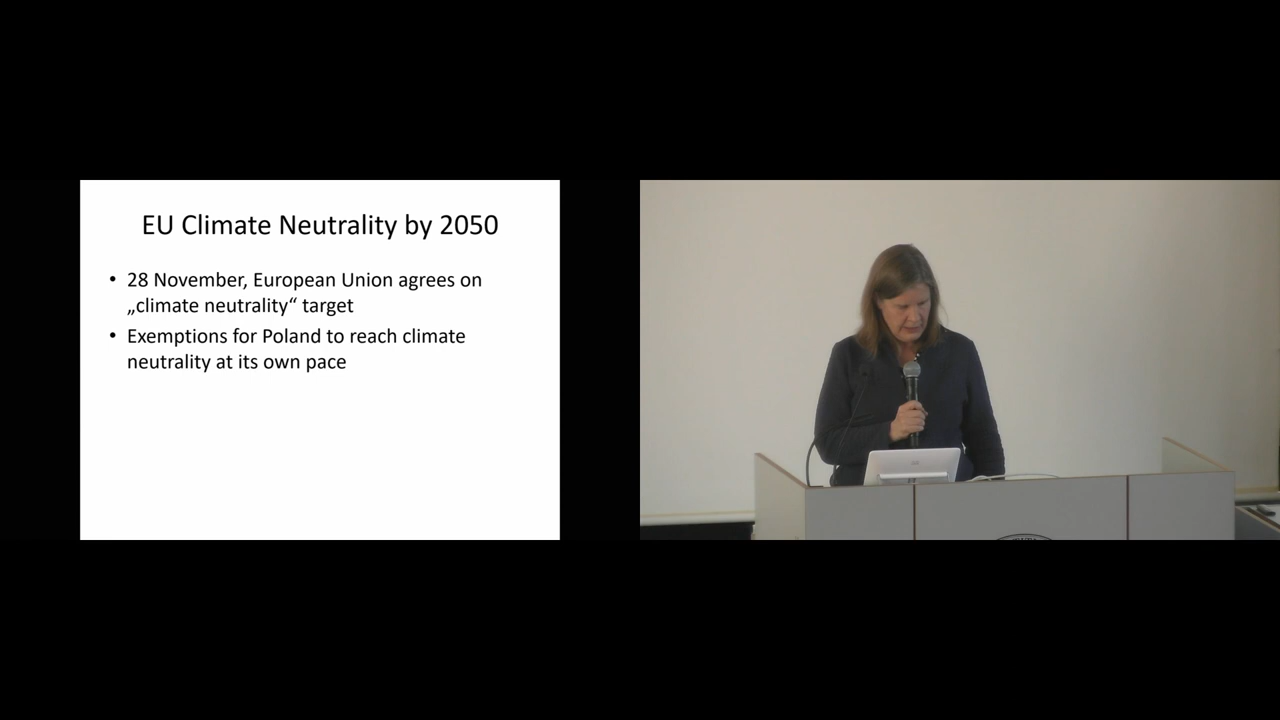 EU Climate Neutrality by 2050
• 28 November, European Union agrees on
„climate neutrality“ target
• Exemptions for Poland to reach climate
neutrality at its own pace